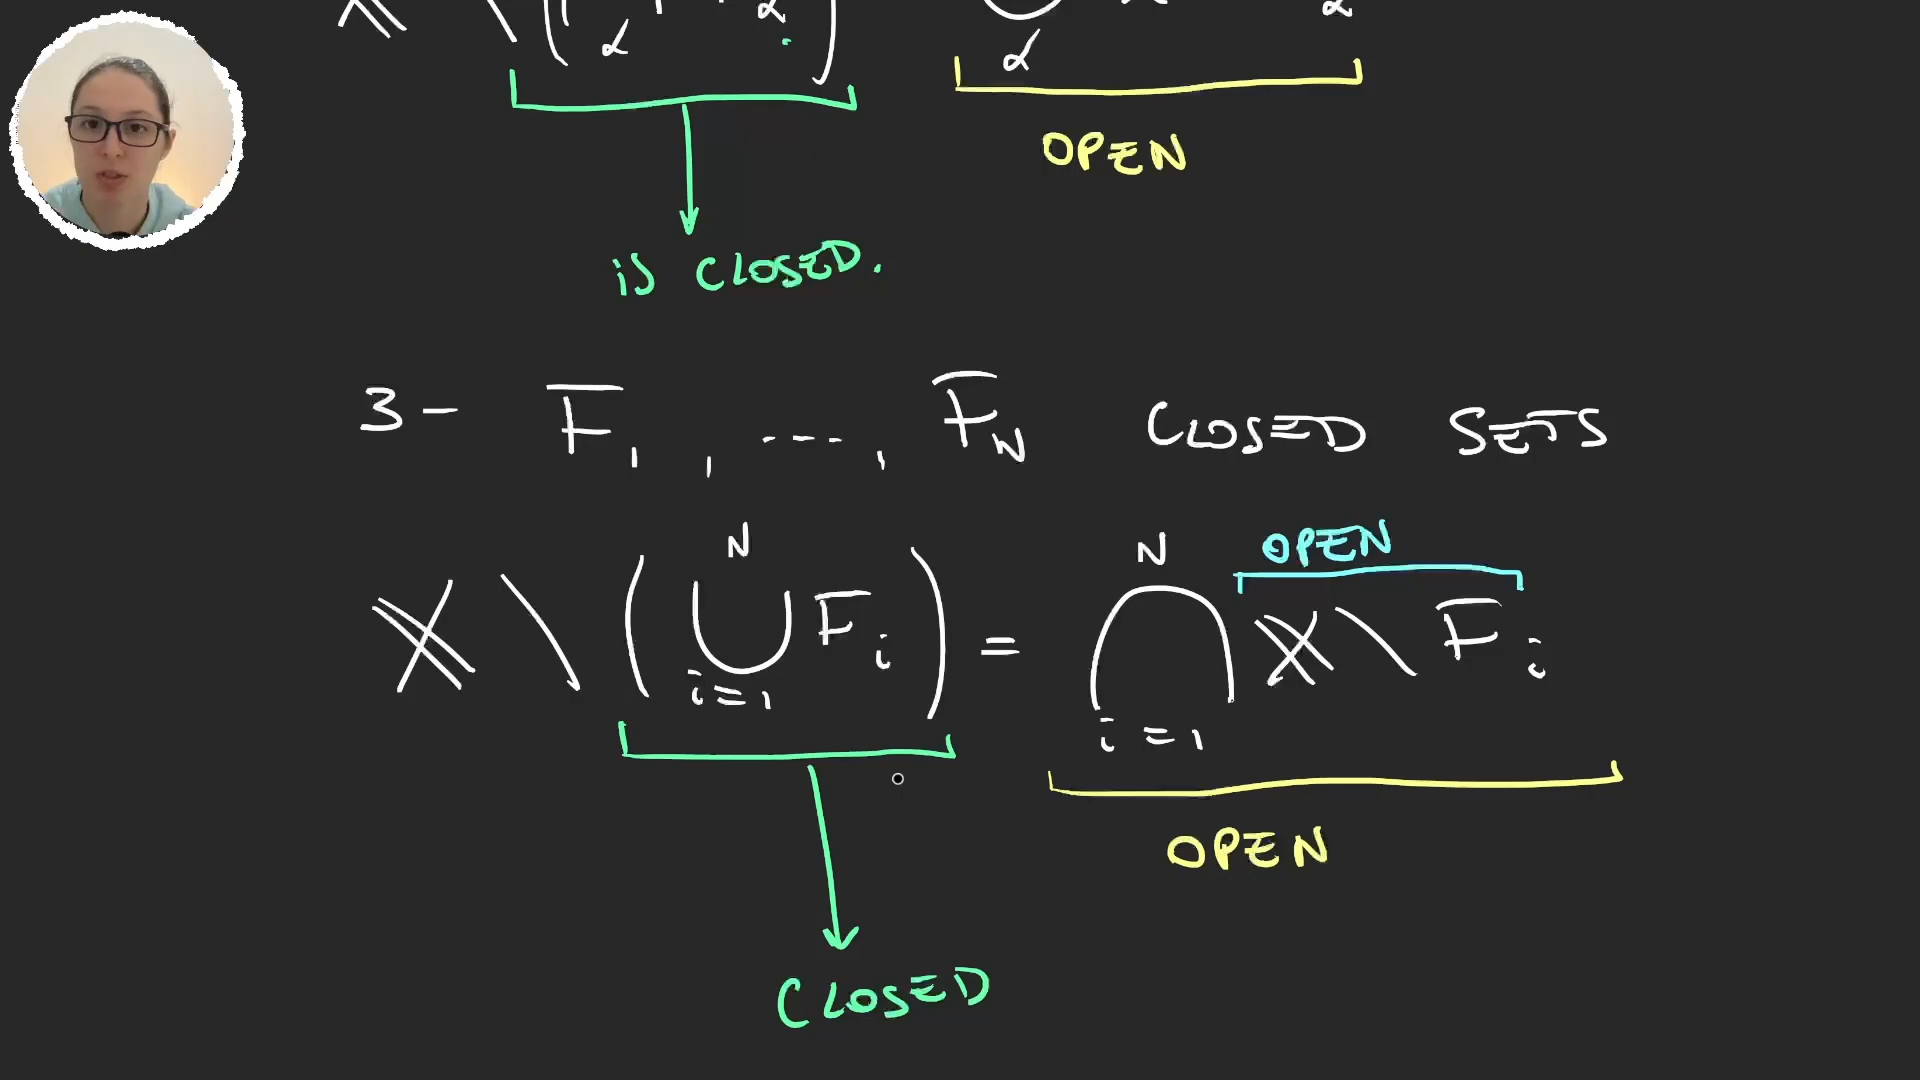 X \ ( α α )
α α
OPEN
is CLOSED.
3- F1, ---, FN CLOSED SETS
N N OPEN
X \ ( ∪ Fi ) = ∩ X \ Fi
i=1 i=1
OPEN
CLOSED